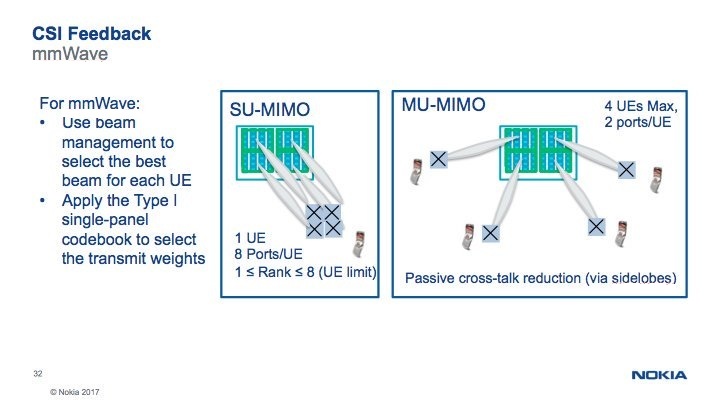 CSI Feedback
mmWave
For mmWave:
• Use beam
management to
select the best
beam for each UE
• Apply the Type I
single-panel
codebook to select
the transmit weights
SU-MIMO
1 UE
8 Ports/UE
1 ≤ Rank ≤ 8 (UE limit)
MU-MIMO
4 UEs Max,
2 ports/UE
Passive cross-talk reduction (via sidelobes)
32
© Nokia 2017
NOKIA